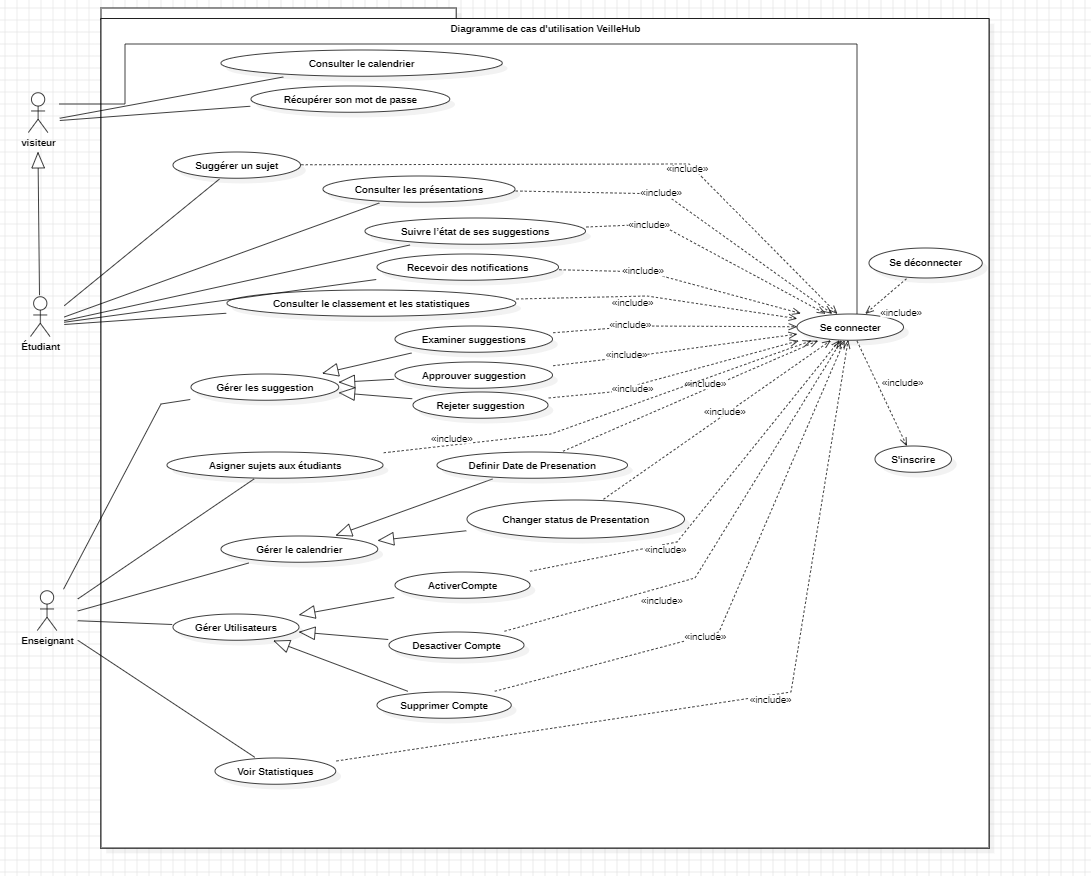 Diagramme de cas d'utilisation VeilleHub
Consulter le calendrier
Récupérer son mot de passe
visiteur
Suggérer un sujet
«include»
Consulter les présentations
«include»
Suivre l'état de ses suggestions
«include»
Recevoir des notifications
«include»
Se déconnecter
Consulter le classement et les statistiques
«include»
«include»
Étudiant
Examiner suggestions
«include»
Se connecter
Approuver suggestion
«include»
Gérer les suggestion
«include»
«include»
«include»
Rejeter suggestion
«include»
«include»
Asigner sujets aux étudiants
Definir Date de Presenation
S'inscrire
Changer status de Presentation
Gérer le calendrier
«include»
ActiverCompte
«include»
Enseignant
Gérer Utilisateurs
«include»
Desactiver Compte
Supprimer Compte
«include»
Voir Statistiques